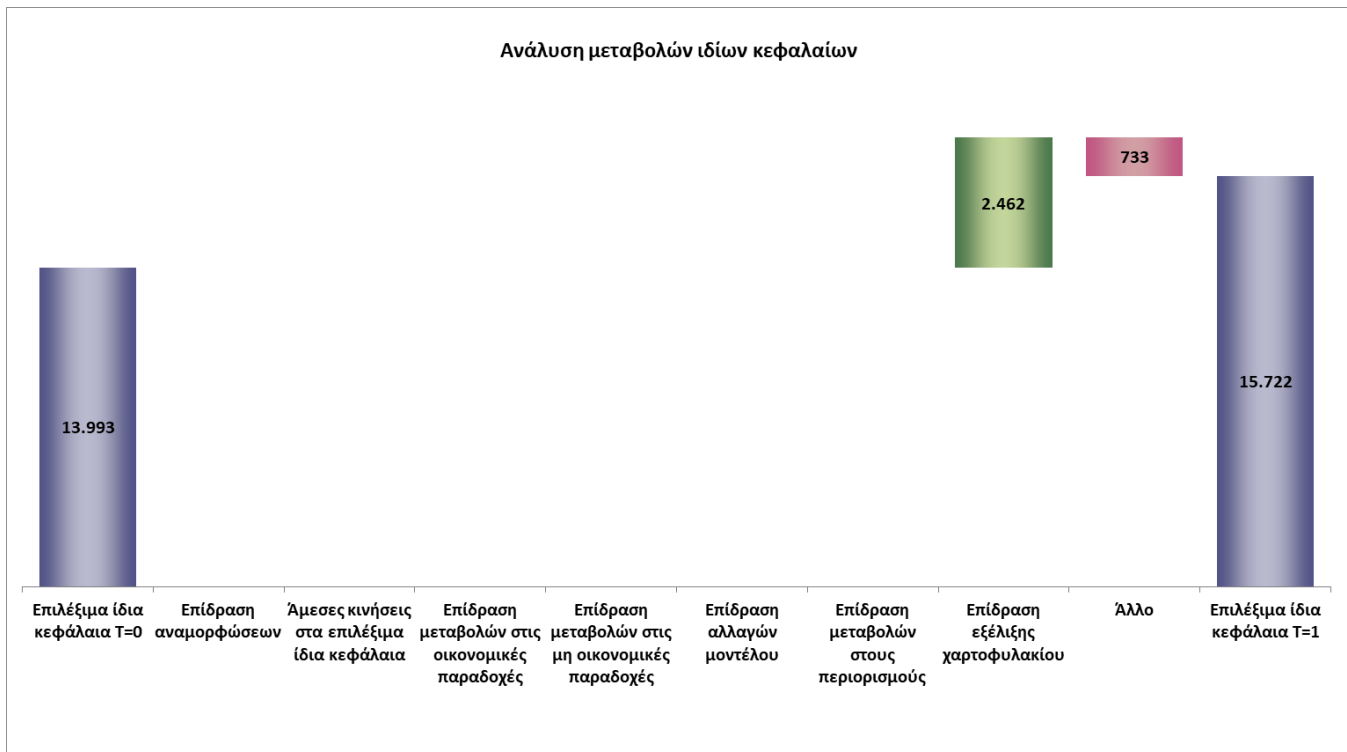 Ανάλυση μεταβολών ιδίων κεφαλαίων
2.462
733
13.993
15.722
Επιλέξιμα ίδια
κεφάλαια T=0
Επίδραση
αναμορφώσεων
Άμεσες κινήσεις
στα επιλέξιμα
ίδια κεφάλαια
Επίδραση
μεταβολών στις
οικονομικές
παραδοχές
Επίδραση
μεταβολών στις
μη οικονομικές
παραδοχές
Επίδραση
αλλαγών
μοντέλου
Επίδραση
μεταβολών
στους
περιορισμούς
Επίδραση
εξέλιξης
χαρτοφυλακίου
Άλλο
Επιλέξιμα ίδια
κεφάλαια T=1